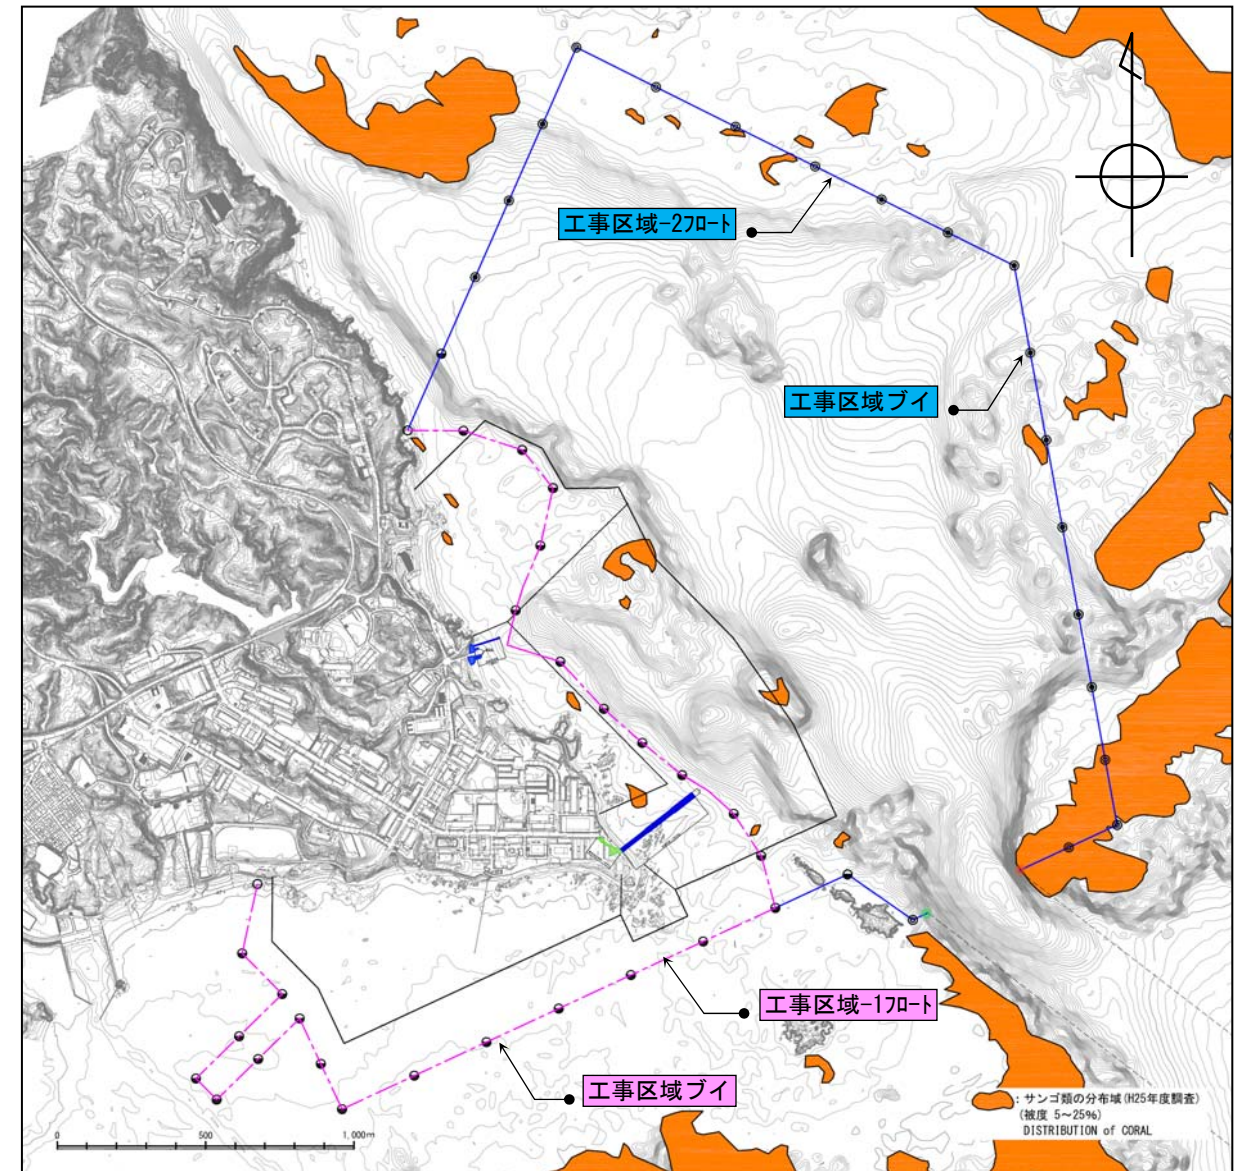 工事区域-2フロート
工事区域ブイ
工事区域-1フロート
工事区域ブイ
:サンゴ類の分布域(H25年度調査)
(被度 5~25%)
DISTRIBUTION of CORAL
0 500 1,000m